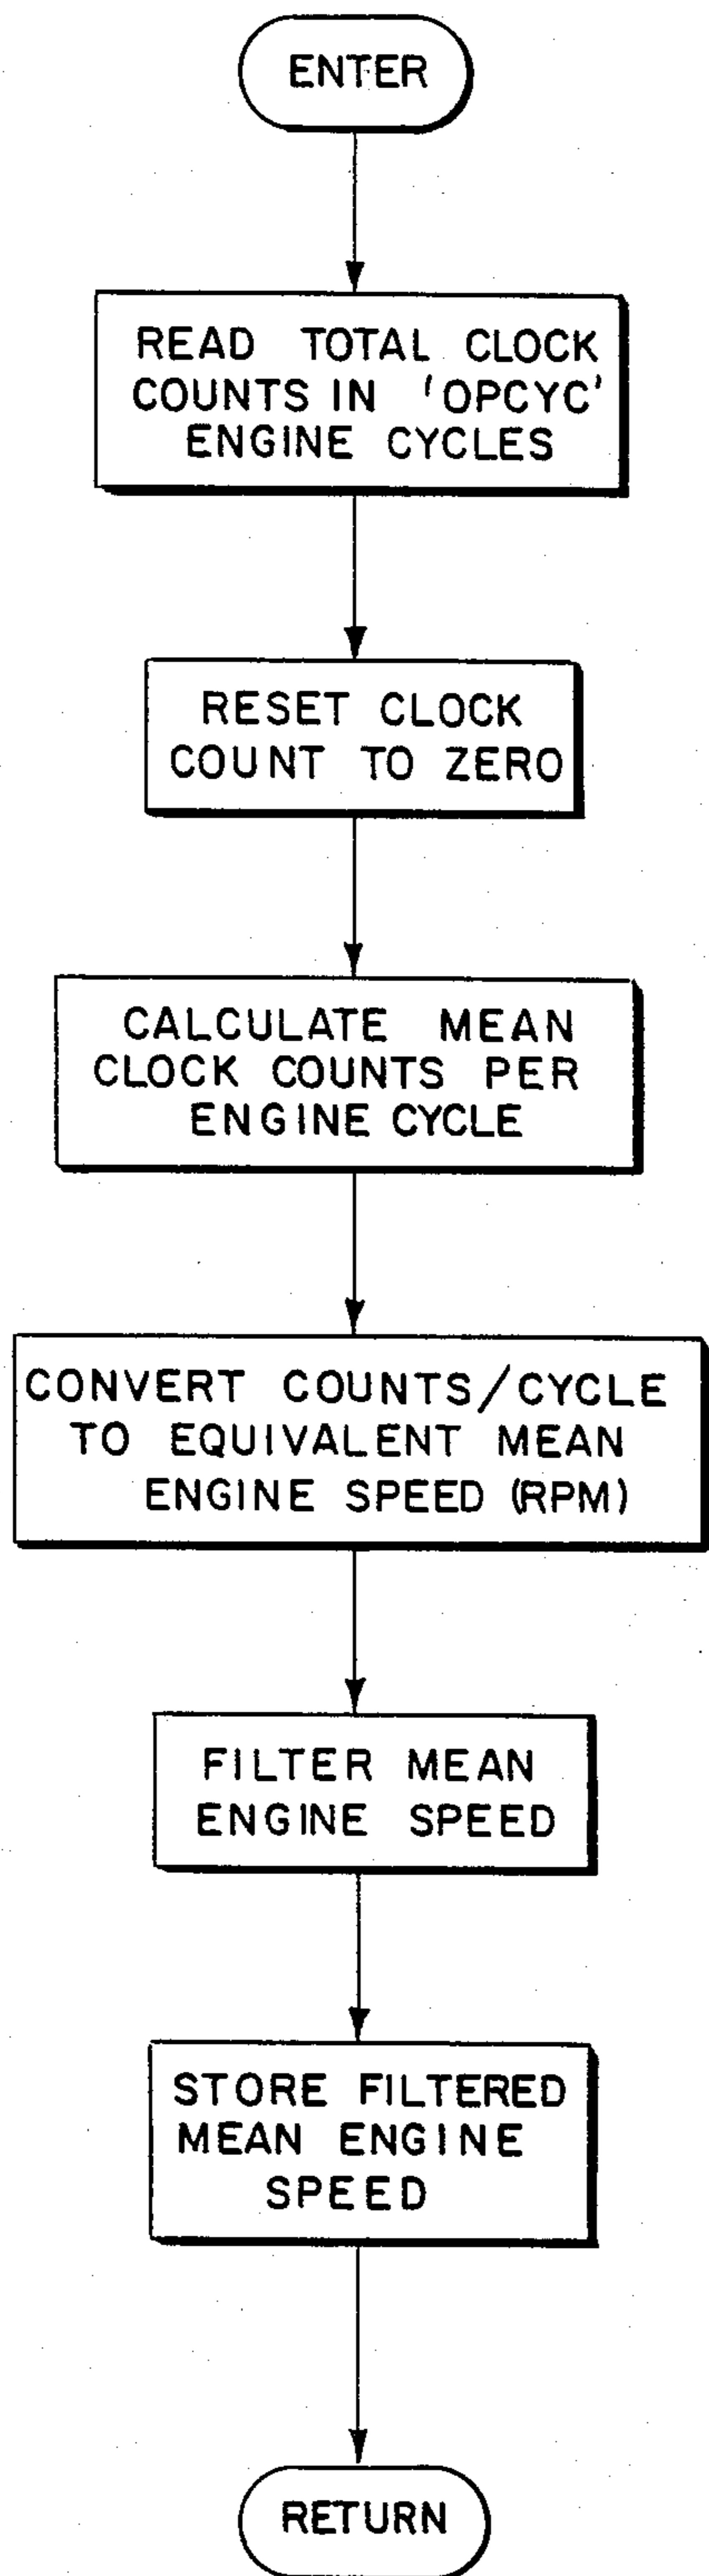 ENTER
READ TOTAL CLOCK
COUNTS IN 'OPCYC'
ENGINE CYCLES
RESET CLOCK
COUNT TO ZERO
CALCULATE MEAN
CLOCK COUNTS PER
ENGINE CYCLE
CONVERT COUNTS/CYCLE
TO EQUIVALENT MEAN
ENGINE SPEED (RPM)
FILTER MEAN
ENGINE SPEED
STORE FILTERED
MEAN ENGINE
SPEED
RETURN